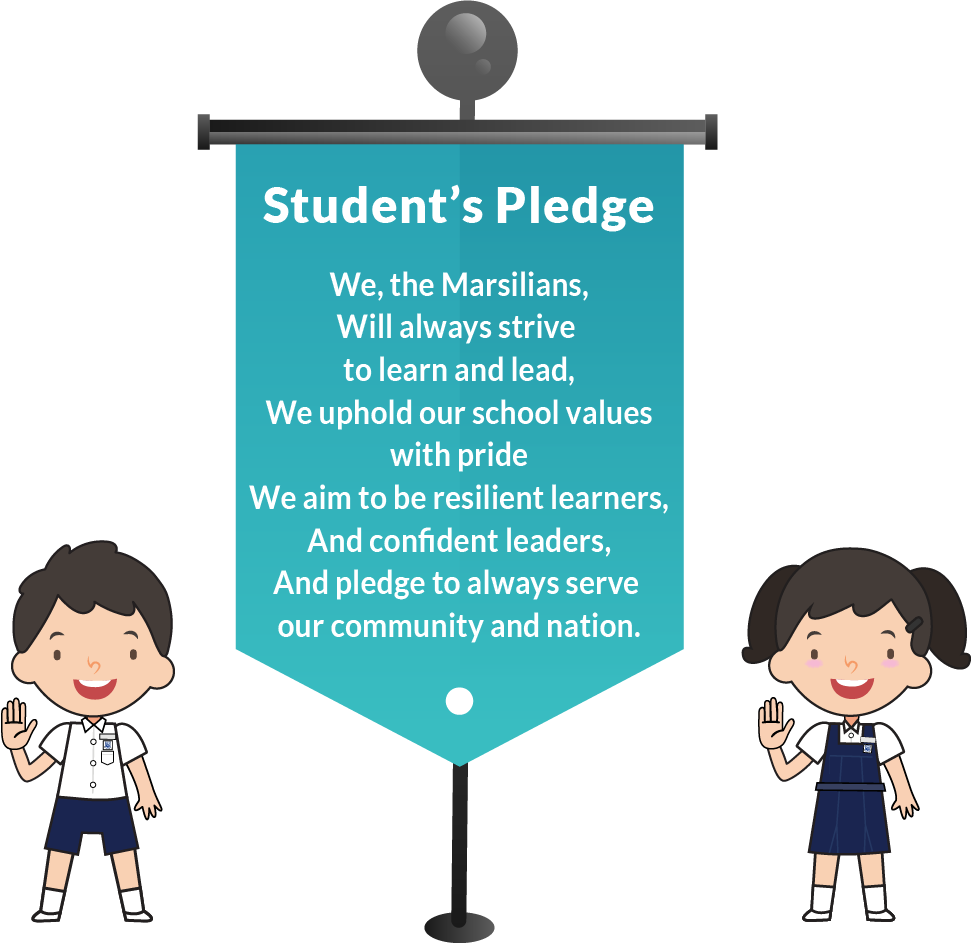 Student’s Pledge
We, the Marsilians,
Will always strive
to learn and lead,
We uphold our school values
with pride
We aim to be resilient learners,
And confident leaders,
And pledge to always serve
our community and nation.